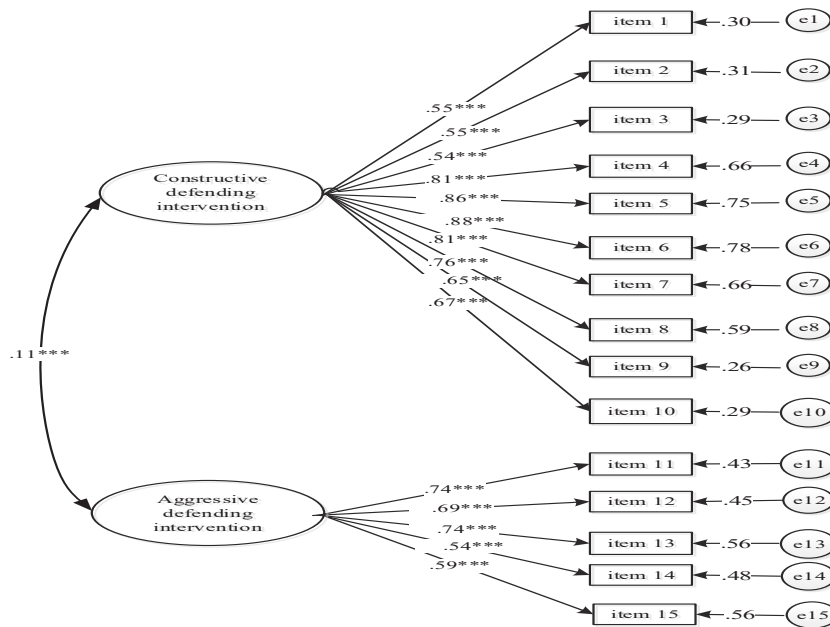 item 1
.30
e1
item 2
.31
e2
.55***
item 3
.29
e3
.55***
.54***
item 4
.66
e4
.81***
Constructive
defending
intervention
.86***
item 5
.75
e5
.88***
item 6
.78
e6
.81***
.76***
item 7
.66
e7
.65***
.67***
item 8
.59
e8
.11***
item 9
.26
e9
item 10
.29
e10
item 11
.43
e11
.74***
Aggressive
defending
intervention
.69***
item 12
.45
e12
.74***
item 13
.56
e13
.54***
.59***
item 14
.48
e14
item 15
.56
e15